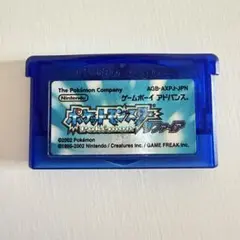 The Pokémon Company AGB-AXPJ-JPN
Nintendo ゲームボーイ アドバンス
ポケットモンスター
サファイア
©2002 Pokémon
©1995-2002 Nintendo / Creatures inc. / GAME FREAK inc.